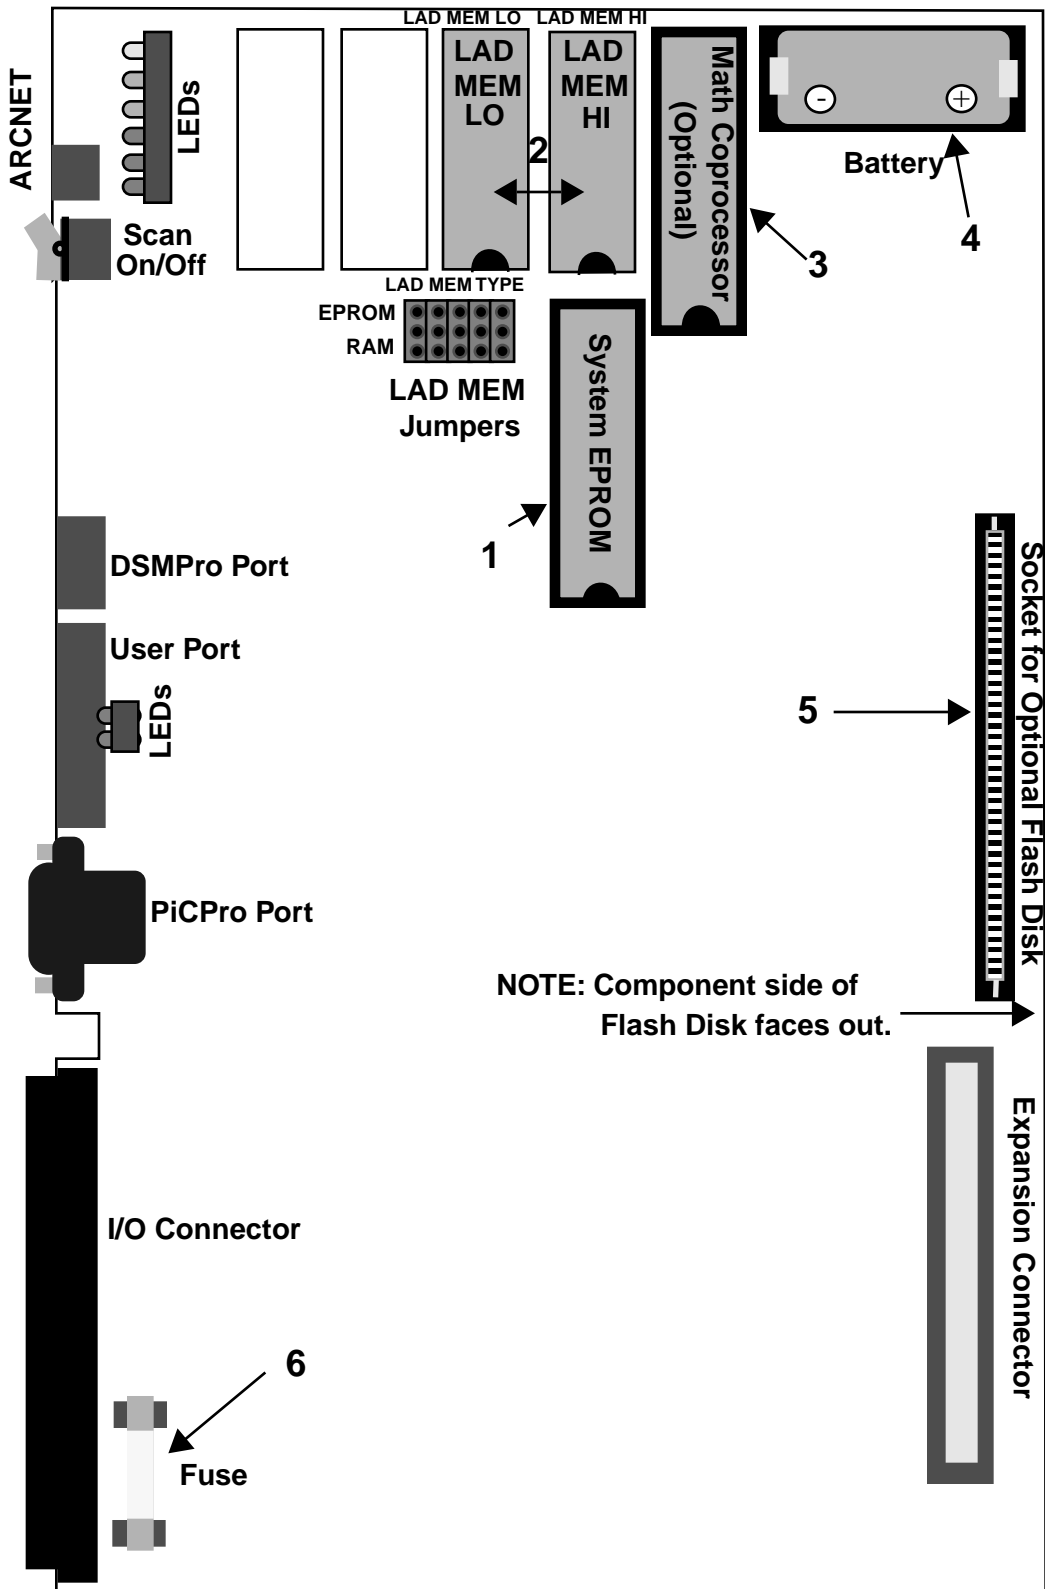 LAD MEM LO LAD MEM HI
LAD
MEM
LO
LAD
MEM
HI
2
Math Coprocessor
(Optional)
3
-
+
Battery
4
ARCNET
LEDs
Scan
On/Off
LAD MEM TYPE
EPROM
RAM
LAD MEM
Jumpers
System EPROM
1
DSMPro Port
User Port
LEDs
5
Socket for Optional Flash Disk
PiCPro Port
NOTE: Component side of
Flash Disk faces out.
I/O Connector
Expansion Connector
6
Fuse